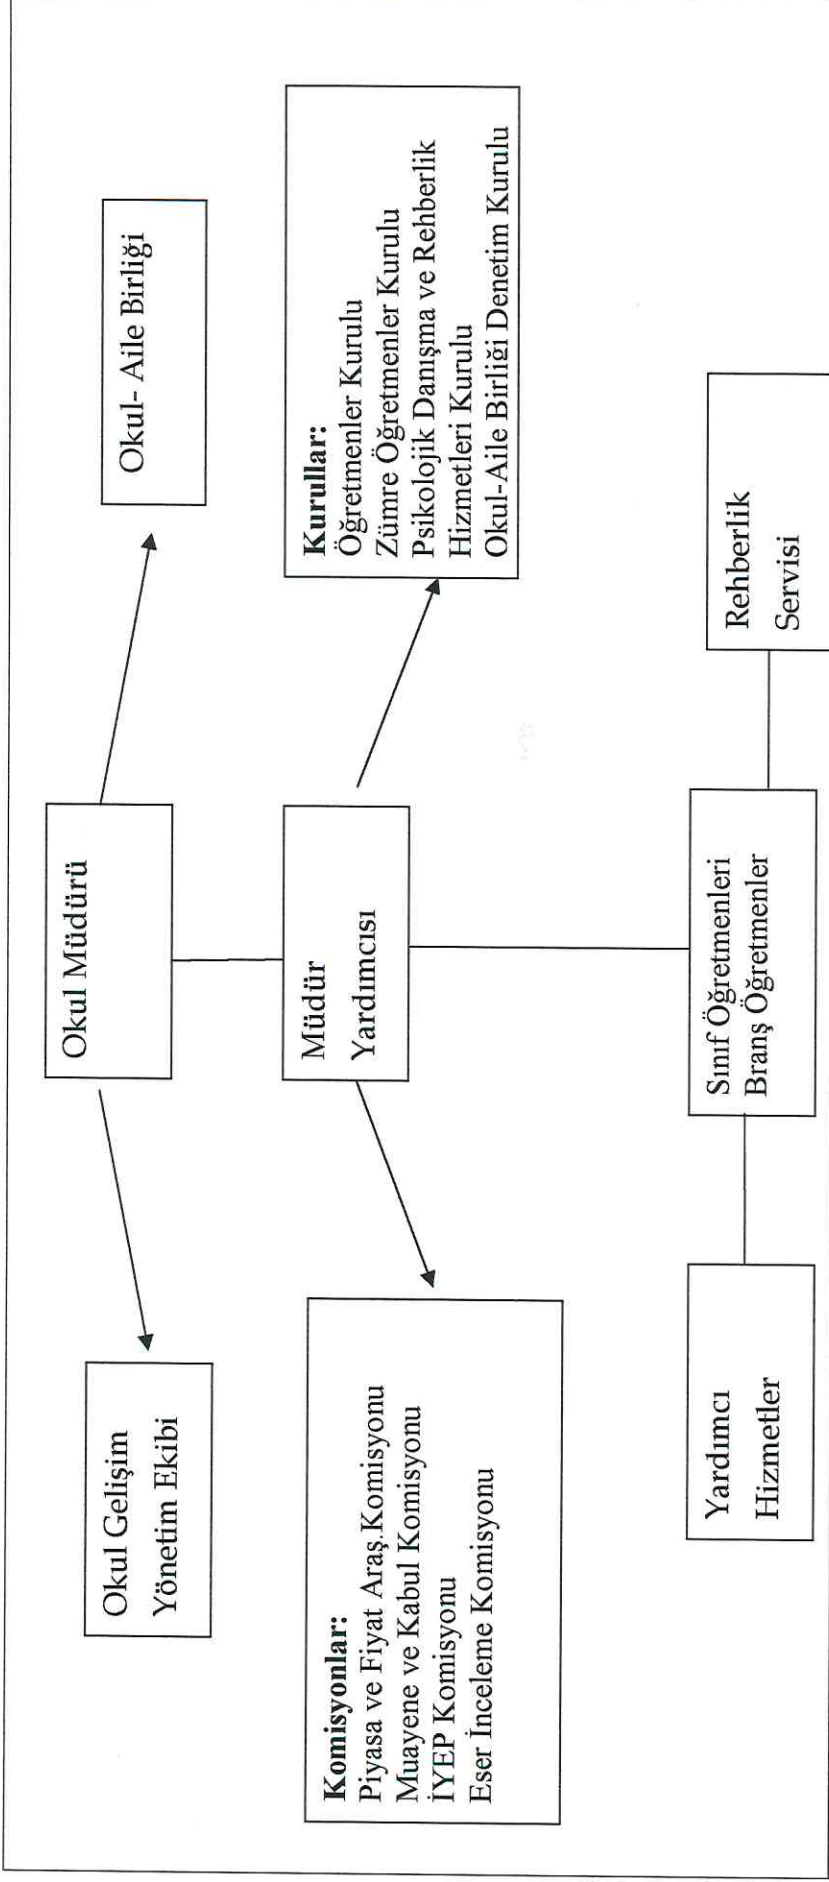 Okul Müdürü
Okul- Aile Birliği
Okul Gelişim
Yönetim Ekibi
Müdür
Yardımcısı
Kurullar:
Öğretmenler Kurulu
Zümre Öğretmenler Kurulu
Psikolojik Danışma ve Rehberlik
Hizmetleri Kurulu
Okul-Aile Birliği Denetim Kurulu
Komisyonlar:
Piyasa ve Fiyat Araş.Komisyonu
Muayene ve Kabul Komisyonu
İYEP Komisyonu
Eser İnceleme Komisyonu
Yardımcı
Hizmetler
Sınıf Öğretmenleri
Branş Öğretmenler
Rehberlik
Servisi